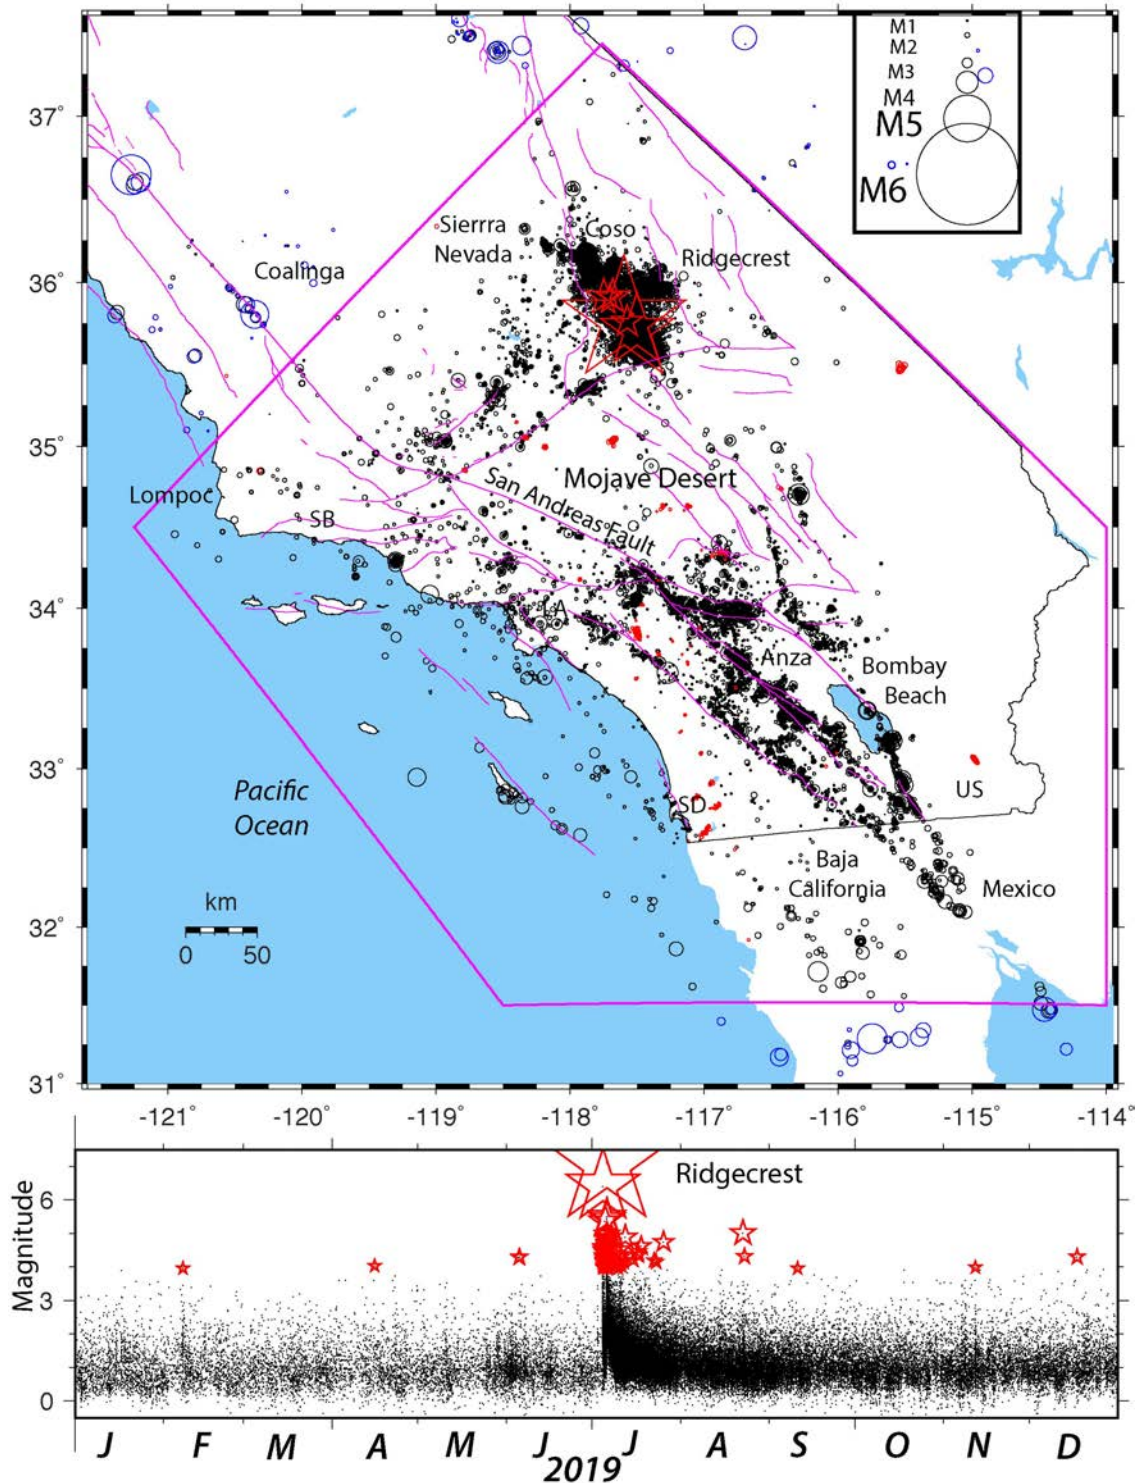 M1
M2
M3
M4
M5
M6
37°
36°
35°
34°
33°
32°
31°
Sierrra
Nevada
Coso
Ridgecrest
Coalinga
Mojave Desert
San Andreas Fault
Lompoc
SB
LA
Anza
Bombay
Beach
Pacific
Ocean
SD
US
Baja
California
Mexico
km
0 50
-121° -120° -119° -118° -117° -116° -115° -114°
Ridgecrest
Magnitude
6
3
0
J F M A M J J A S O N D
2019